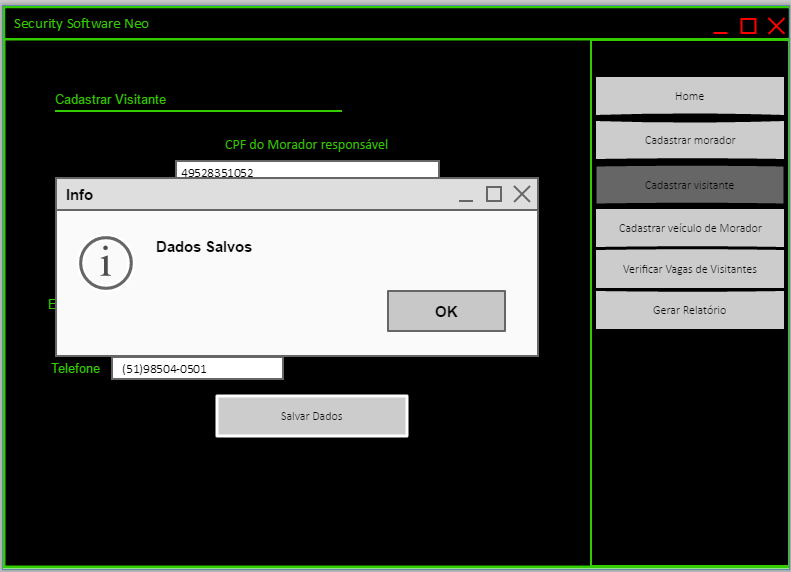 Security Software Neo
Cadastrar Visitante
CPF do Morador responsável
49528351052
Info
Dados Salvos
OK
E
Telefone
(51)98504-0501
Salvar Dados
Home
Cadastrar morador
Cadastrar visitante
Cadastrar veículo de Morador
Verificar Vagas de Visitantes
Gerar Relatório